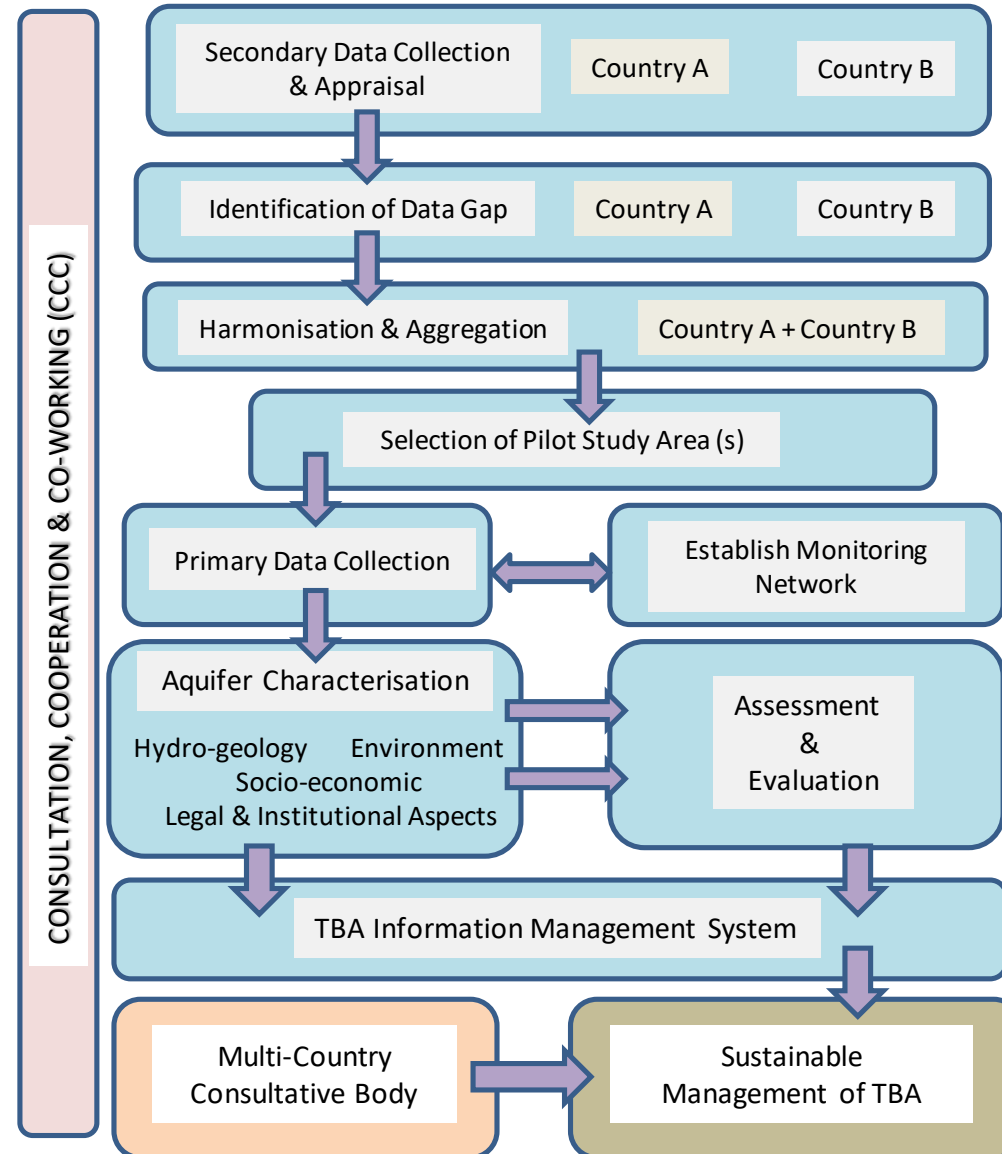 CONSULTATION, COOPERATION & CO-WORKING (CCC)
Secondary Data Collection
& Appraisal
Country A
Country B
Identification of Data Gap
Country A
Country B
Harmonisation & Aggregation
Country A + Country B
Selection of Pilot Study Area (s)
Primary Data Collection
Establish Monitoring
Network
Aquifer Characterisation
Hydro-geology Environment
Socio-economic
Legal & Institutional Aspects
Assessment
&
Evaluation
TBA Information Management System
Multi-Country
Consultative Body
Sustainable
Management of TBA